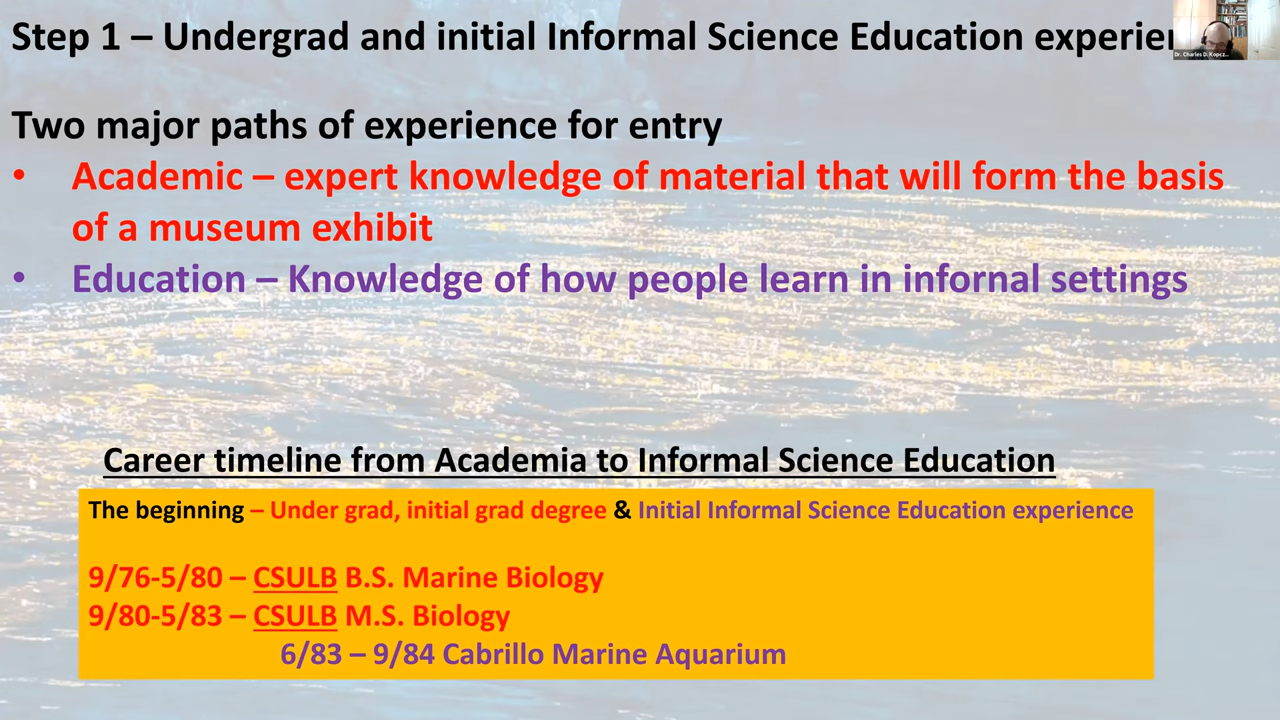 Step 1 – Undergrad and initial Informal Science Education experien
Dr. Charles D. Kopcz...
Two major paths of experience for entry
• Academic – expert knowledge of material that will form the basis
of a museum exhibit
• Education – Knowledge of how people learn in infornal settings
Career timeline from Academia to Informal Science Education
The beginning – Under grad, initial grad degree & Initial Informal Science Education experience
9/76-5/80 – CSULB B.S. Marine Biology
9/80-5/83 – CSULB M.S. Biology
6/83 – 9/84 Cabrillo Marine Aquarium